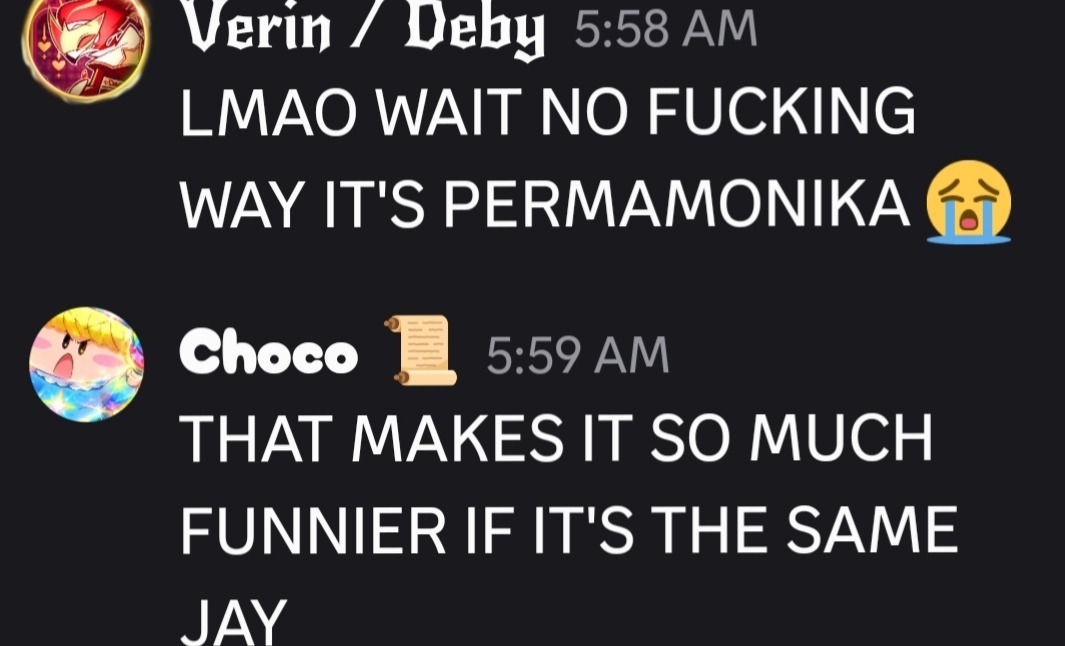 Verin / Deby 5:58 AM
LMAO WAIT NO FUCKING
WAY IT'S PERMAMONIKA 😭
Choco 📜 5:59 AM
THAT MAKES IT SO MUCH
FUNNIER IF IT'S THE SAME
JAY